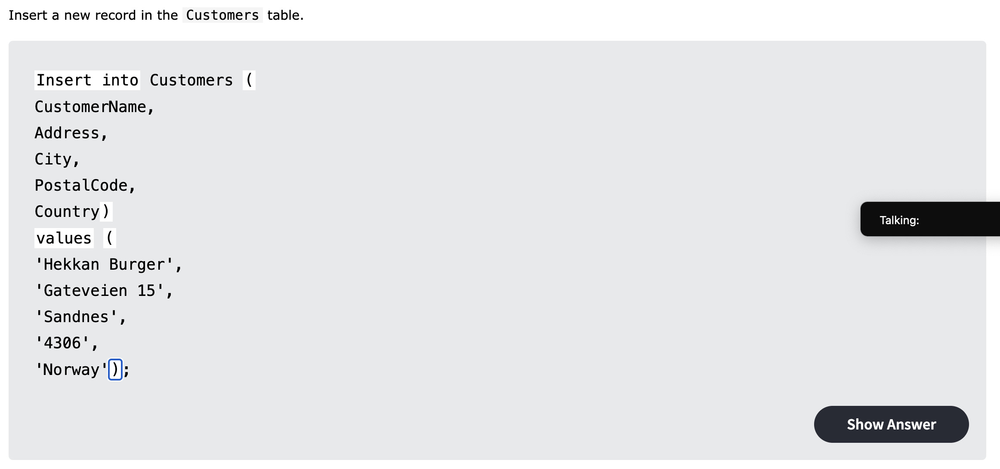 Insert a new record in the Customers table.
Insert into Customers (
CustomerName,
Address,
City,
PostalCode,
Country)
values (
'Hekkan Burger',
'Gateveien 15',
'Sandnes',
'4306',
'Norway');
Talking:
Show Answer